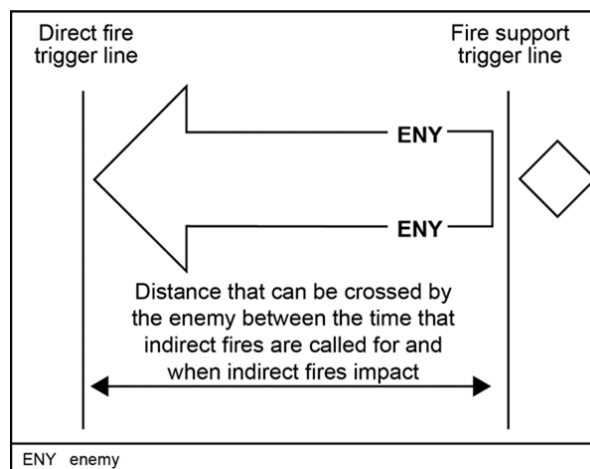 Direct fire
trigger line
Fire support
trigger line
ENY
ENY
Distance that can be crossed by
the enemy between the time that
indirect fires are called for and
when indirect fires impact
ENY enemy